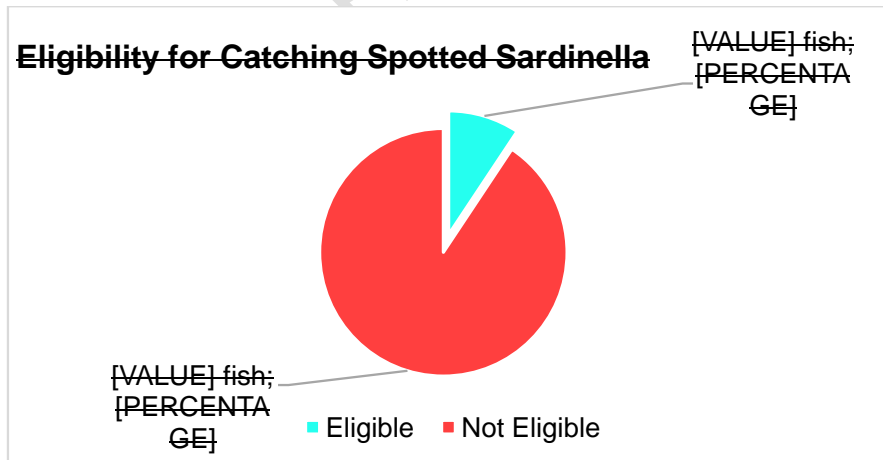 Eligibility for Catching Spotted Sardinella
[VALUE] fish;
[PERCENTA
GE]
[VALUE] fish;
[PERCENTA
GE]
Eligible
Not Eligible